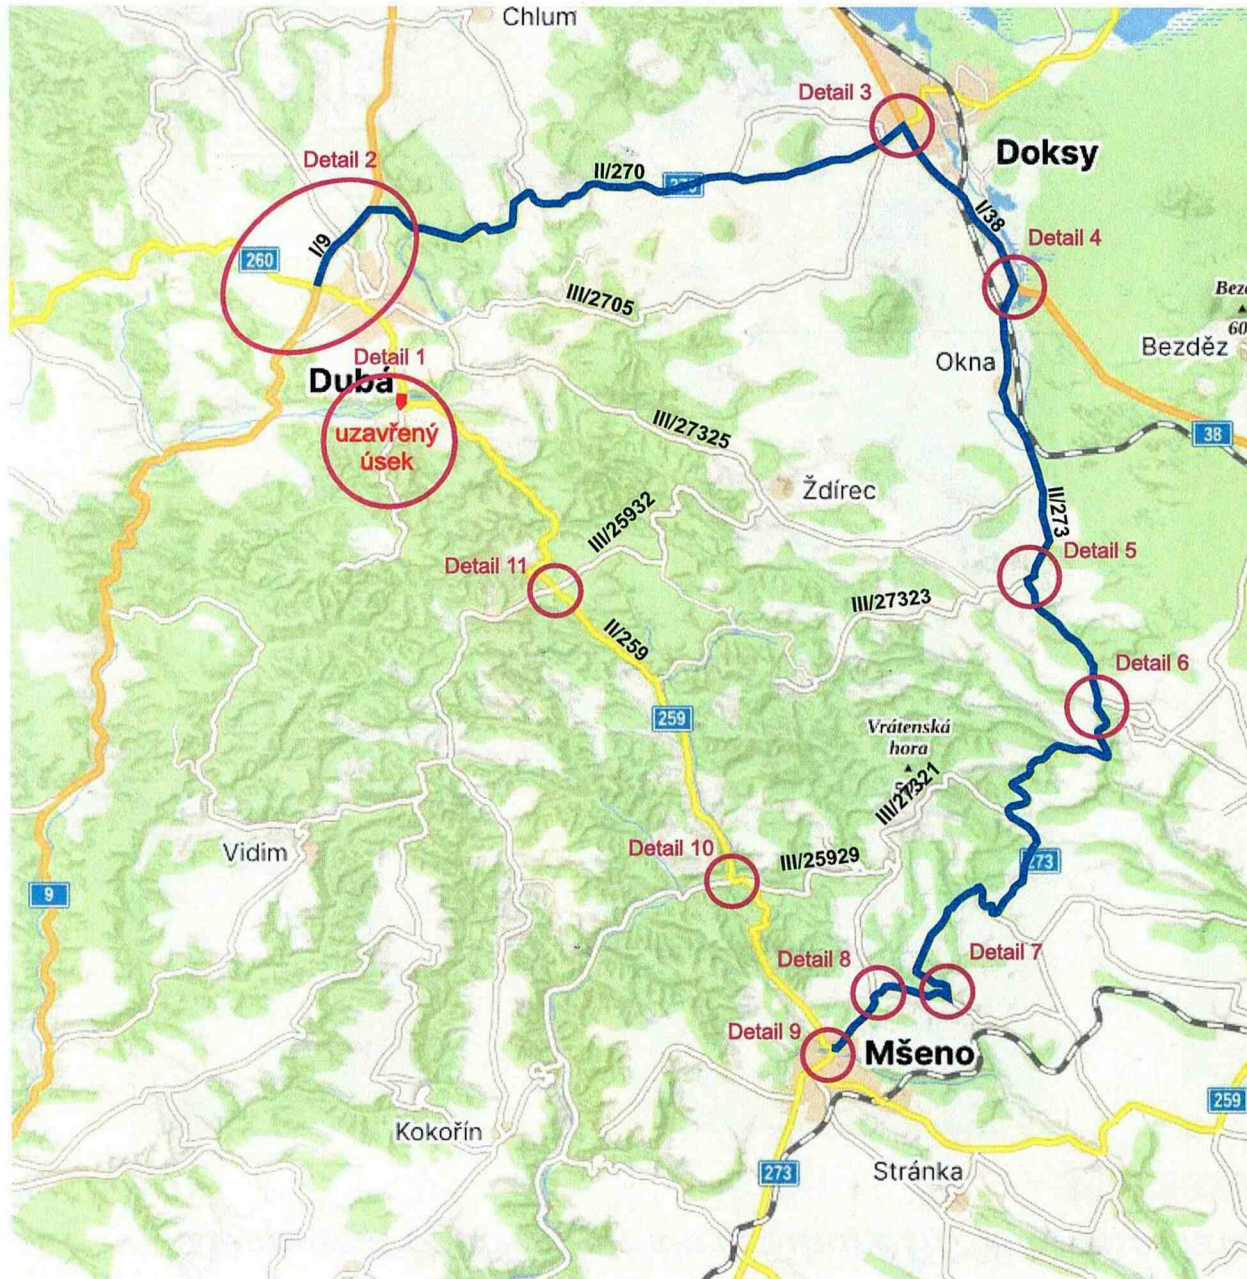 Chlum
Detail 3
Doksy
Detail 2
II/270
I/9
I/38
Detail 4
260
III/2705
Bezděz
Okna
Detail 1
Dubá
uzavřený
úsek
III/27325
38
Ždírec
II/273
III/25932
Detail 5
Detail 11
III/27323
II/259
Detail 6
259
Vrátenská
hora
III/27321
Detail 10
III/25929
273
Vidim
9
Detail 8
Detail 7
Detail 9
Mšeno
259
Kokořín
273
Stránka